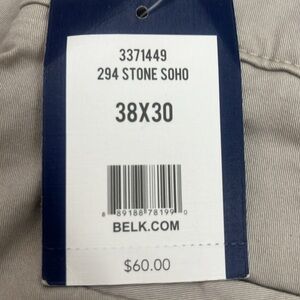 3371449
294 STONE SOHO
38X30
8 89188 78199 0
BELK.COM
$60.00